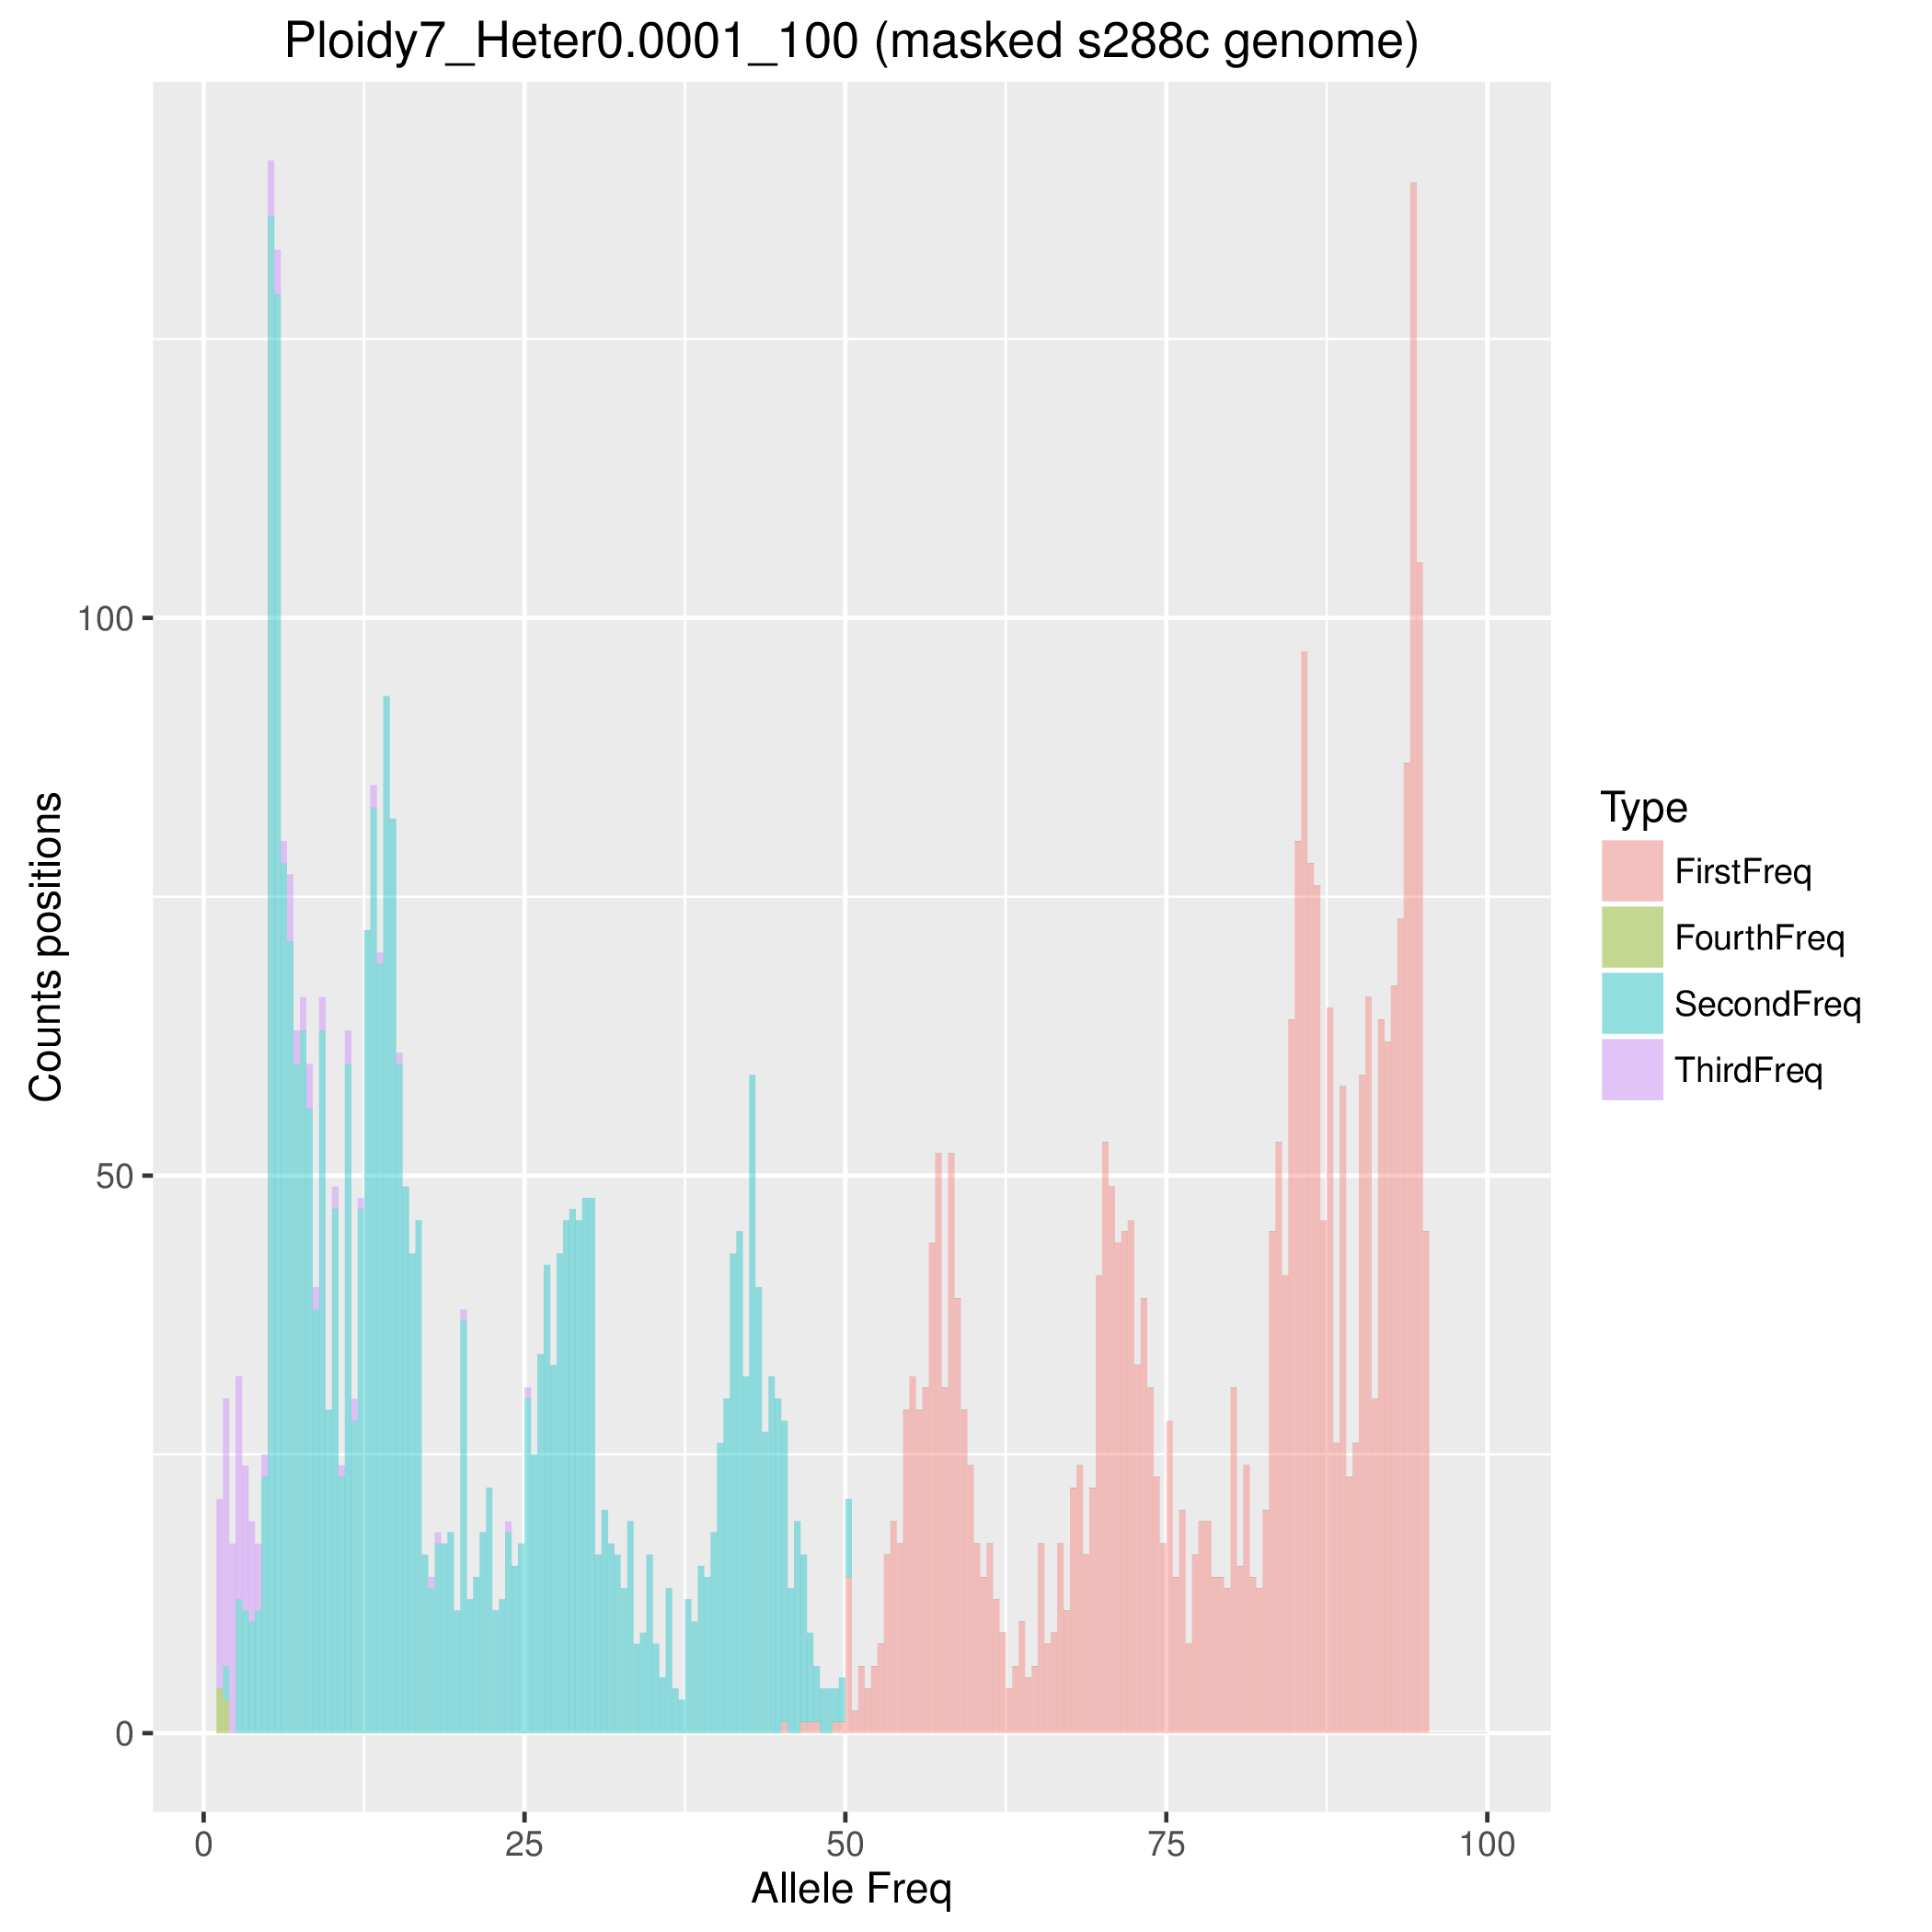 Ploidy7_Heter0.0001_100 (masked s288c genome)
Counts positions
100
50
0
0 25 50 75 100
Allele Freq
Type
FirstFreq
FourthFreq
SecondFreq
ThirdFreq